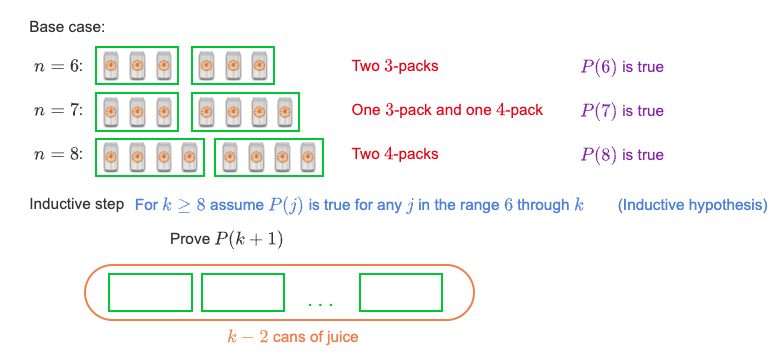 Base case:
n = 6: Two 3-packs P(6) is true
n = 7: One 3-pack and one 4-pack P(7) is true
n = 8: Two 4-packs P(8) is true
Inductive step For k ≥ 8 assume P(j) is true for any j in the range 6 through k (Inductive hypothesis)
Prove P(k + 1)
. . .
k − 2 cans of juice